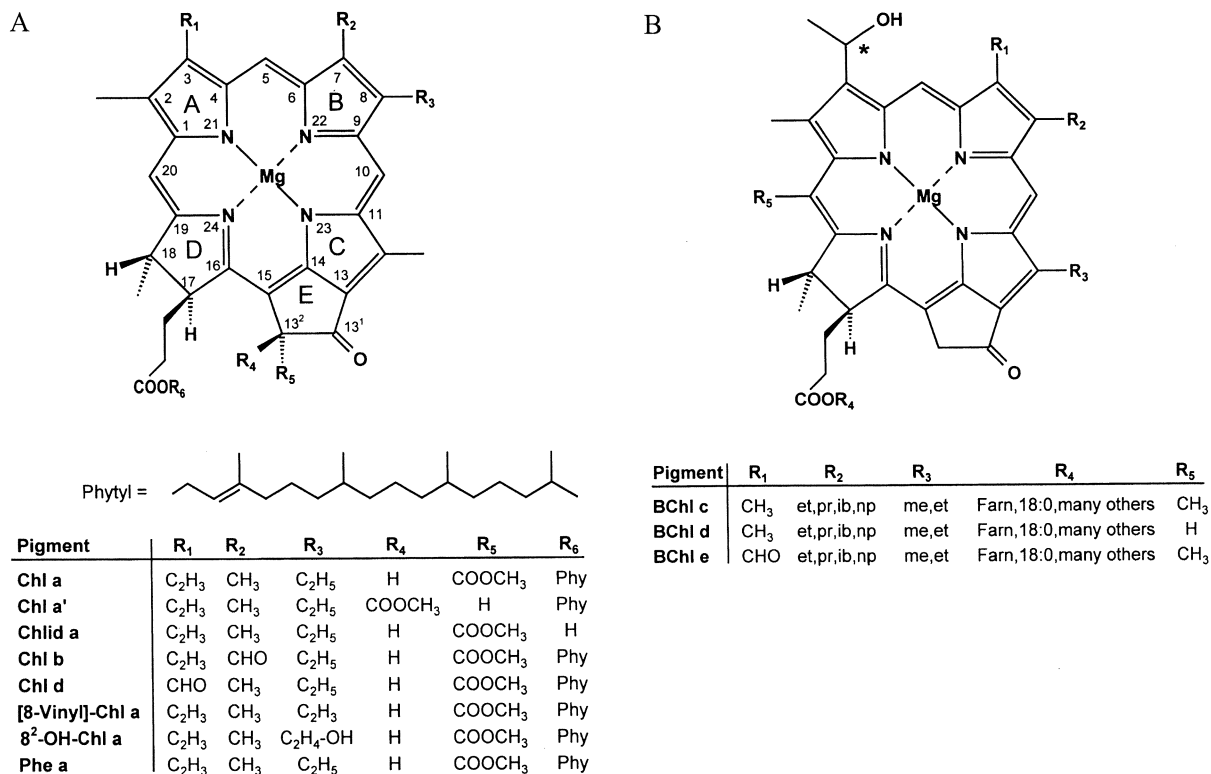 A
B
R₁
R₂
3
5
7
2
A
4
6
B
8
R₃
1
21
N
N
22
9
20
Mg
10
19
N
24
N
23
11
D
C
18
H
16
15
14
13
17
E
H
13²
13¹
R₄
R₅
O
COOR₆
OH
*
R₁
R₂
N
N
R₅
Mg
N
N
H
R₃
H
O
COOR₄
Phytyl =
Pigment R₁ R₂ R₃ R₄ R₅ R₆
Chl a C₂H₃ CH₃ C₂H₅ H COOCH₃ Phy
Chl a' C₂H₃ CH₃ C₂H₅ COOCH₃ H Phy
Chlid a C₂H₃ CH₃ C₂H₅ H COOCH₃ H
Chl b C₂H₃ CHO C₂H₅ H COOCH₃ Phy
Chl d CHO CH₃ C₂H₅ H COOCH₃ Phy
[8-Vinyl]-Chl a C₂H₃ CH₃ C₂H₃ H COOCH₃ Phy
8²-OH-Chl a C₂H₃ CH₃ C₂H₄-OH H COOCH₃ Phy
Phe a C₂H₃ CH₃ C₂H₅ H COOCH₃ Phy
Pigment R₁ R₂ R₃ R₄ R₅
BChl c CH₃ et,pr,ib,np me,et Farn,18:0,many others CH₃
BChl d CH₃ et,pr,ib,np me,et Farn,18:0,many others H
BChl e CHO et,pr,ib,np me,et Farn,18:0,many others CH₃